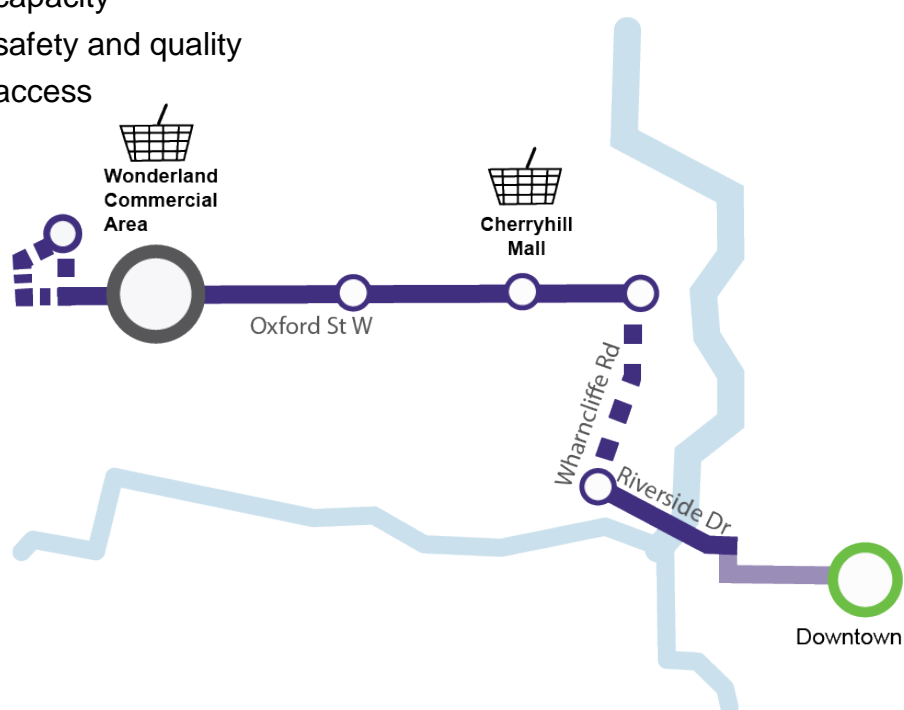 capacity
safety and quality
access
Wonderland
Commercial
Area
Cherryhill
Mall
Oxford St W
Wharncliffe Rd
Riverside Dr
Downtown